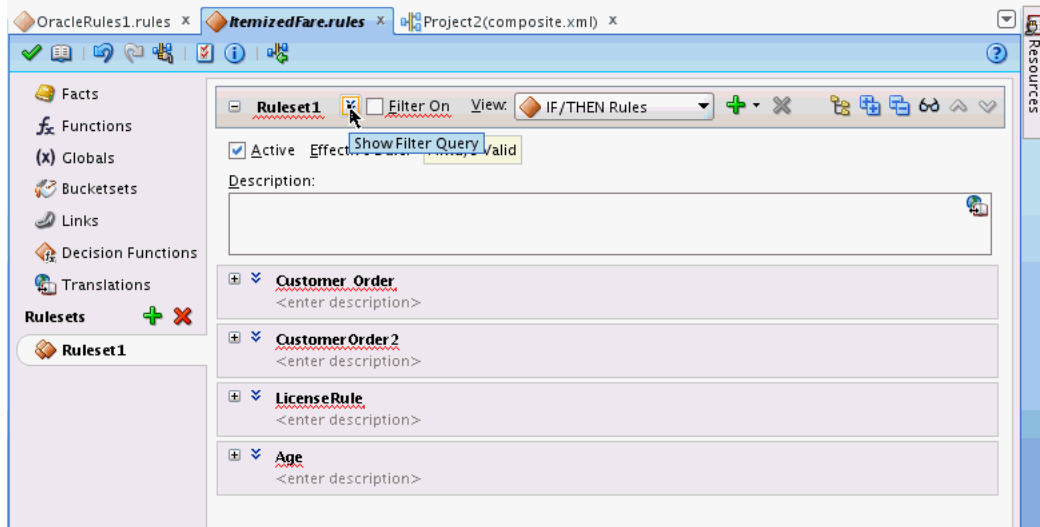 OracleRules1.rules x ItemizedFare.rules x Project2(composite.xml) x
Resources
Facts
Functions
(x) Globals
Bucketsets
Links
Decision Functions
Translations
Rulesets
Ruleset1
Ruleset1 Filter On View: IF/THEN Rules
Show Filter Query
Active Valid
Description:
Customer Order
<enter description>
CustomerOrder2
<enter description>
LicenseRule
<enter description>
Age
<enter description>